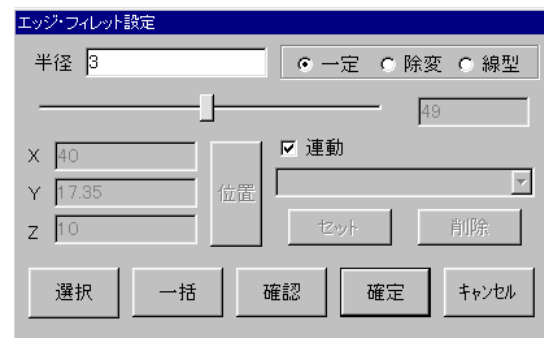 エッジ・フィレット設定
半径 3 一定 除変 線型
49
X 40 連動
Y 17.35 位置
Z 10 セット 削除
選択 一括 確認 確定 キャンセル